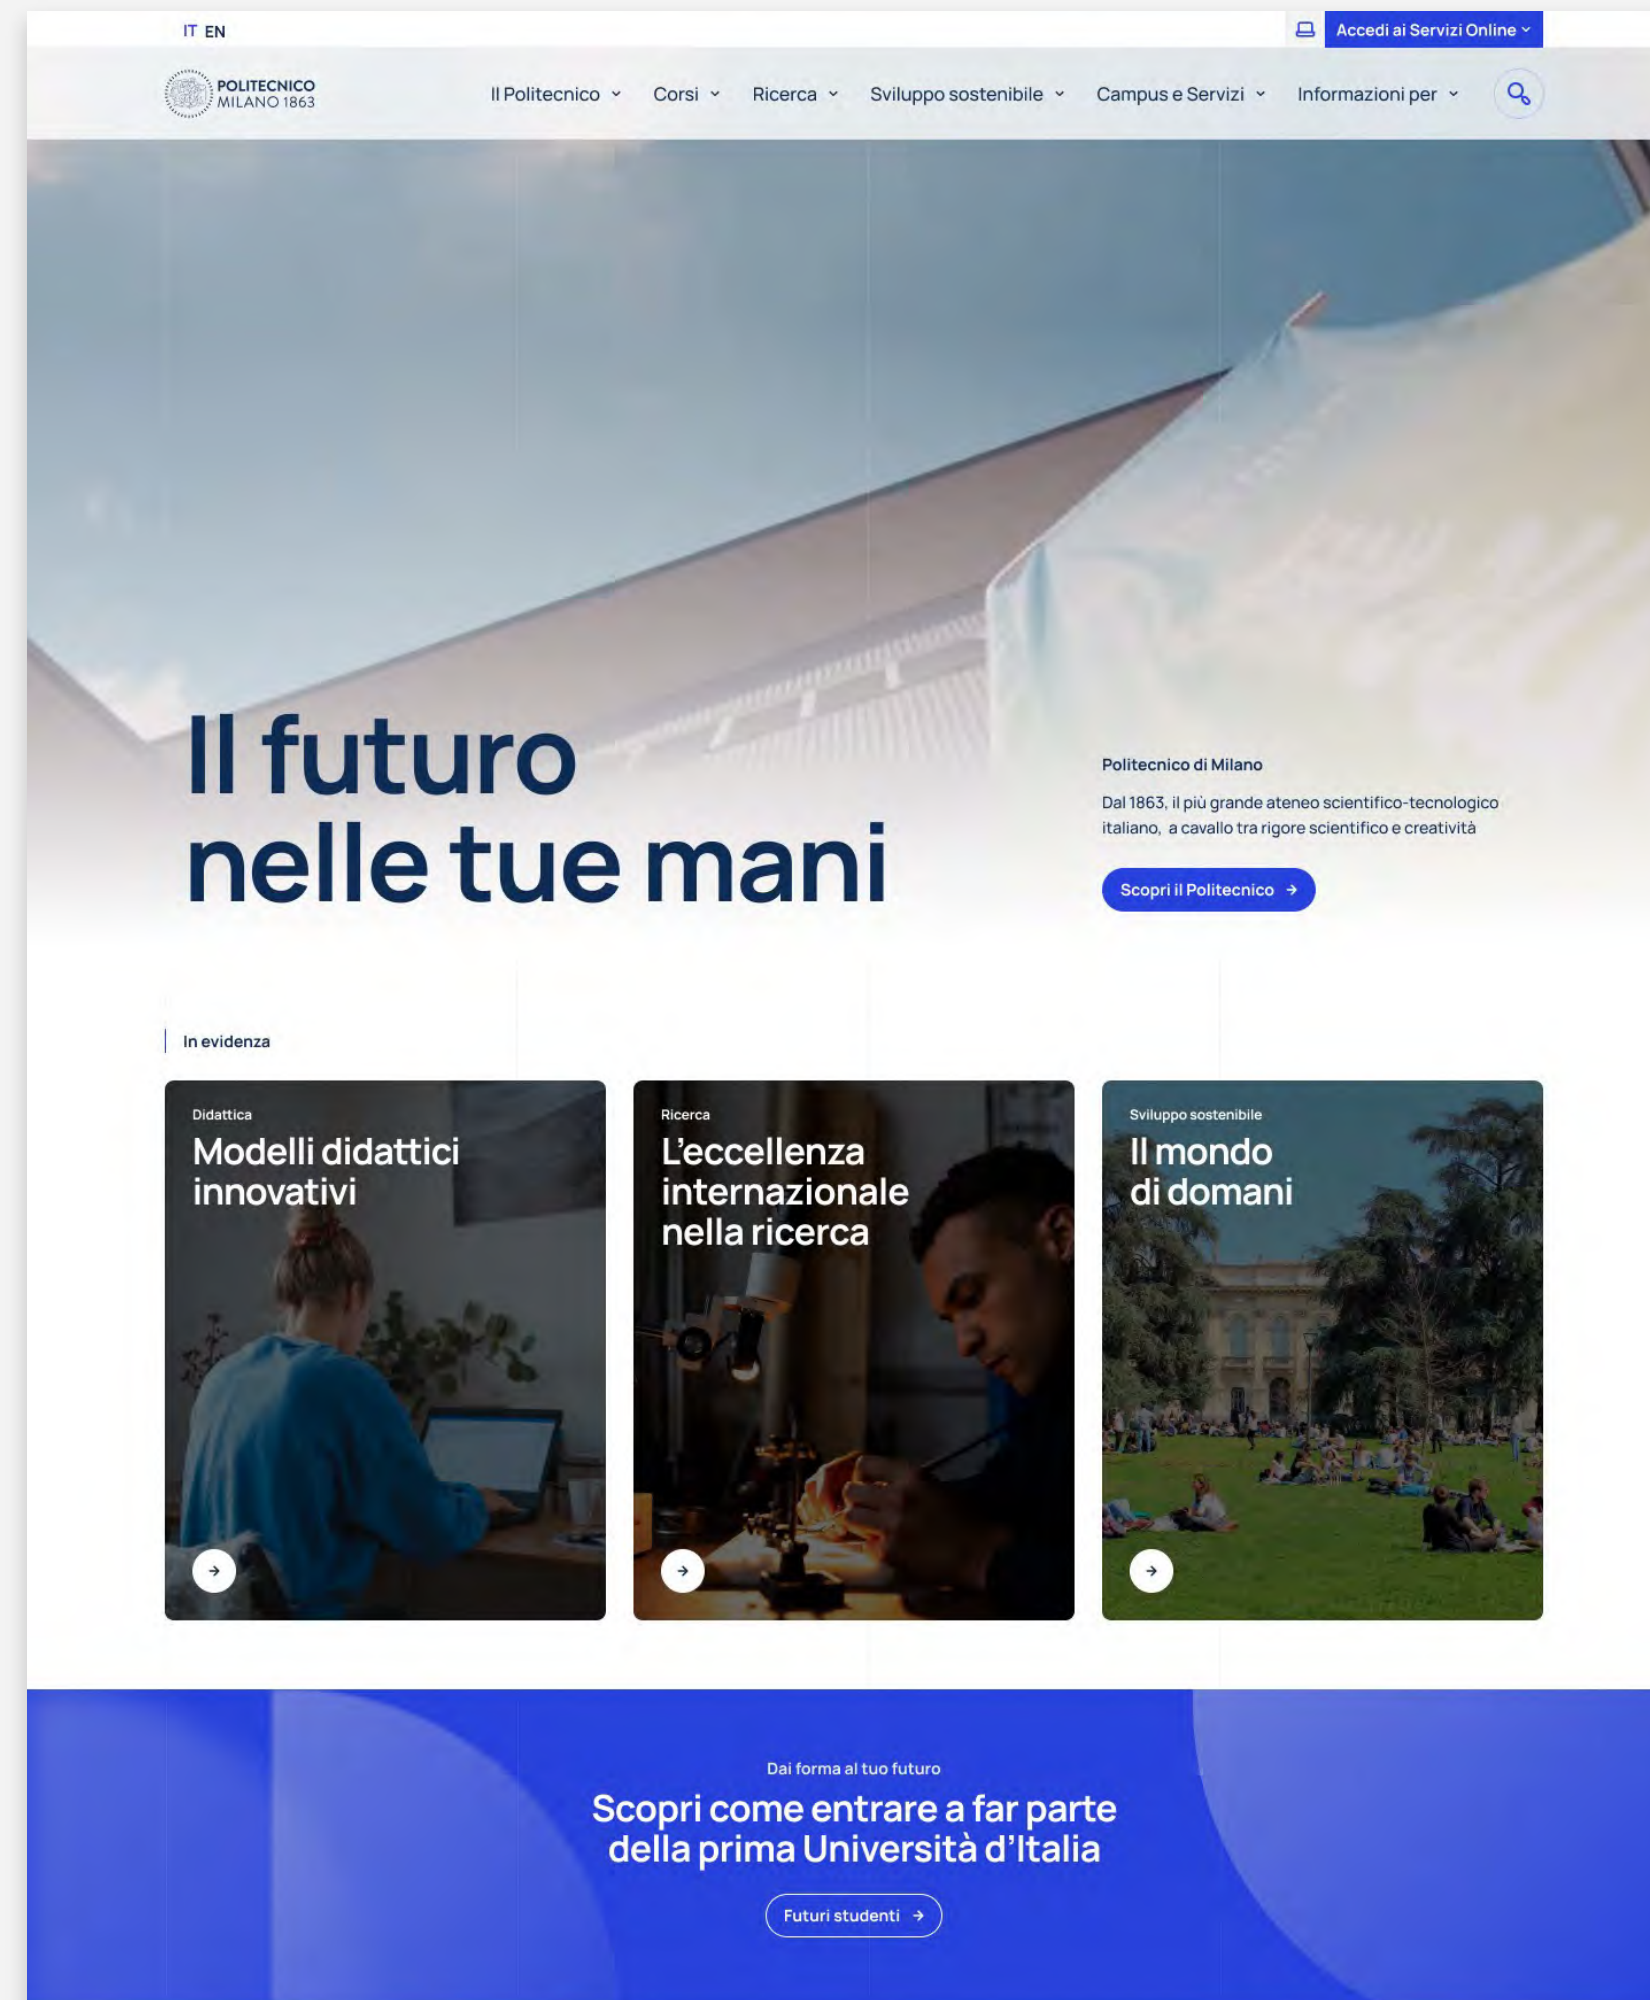 IT EN
Accedi ai Servizi Online
POLITECNICO
MILANO 1863
Il Politecnico
Corsi
Ricerca
Sviluppo sostenibile
Campus e Servizi
Informazioni per
Il futuro
nelle tue mani
Politecnico di Milano
Dal 1863, il più grande ateneo scientifico-tecnologico
italiano, a cavallo tra rigore scientifico e creatività
Scopri il Politecnico
In evidenza
Didattica
Modelli didattici
innovativi
Ricerca
L’eccellenza
internazionale
nella ricerca
Sviluppo sostenibile
Il mondo
di domani
Dai forma al tuo futuro
Scopri come entrare a far parte
della prima Università d’Italia
Futuri studenti